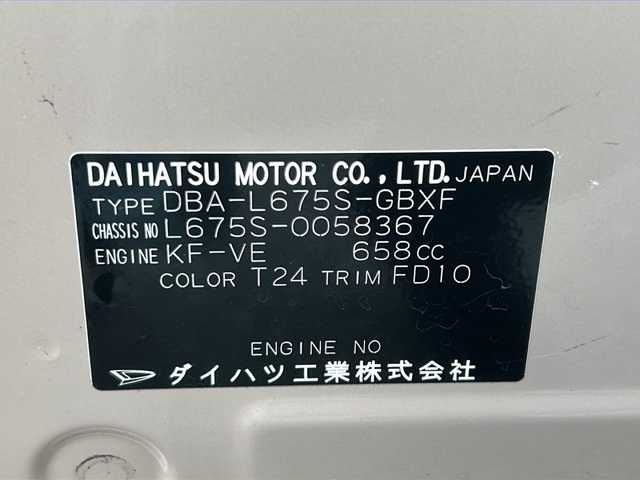 DAIHATSU MOTOR CO., LTD. JAPAN
TYPE DBA-L675S-GBXF
CHASSIS NO L675S-0058367
ENGINE KF-VE 658cc
COLOR T24 TRIM FD10
ENGINE NO
ダイハツ工業株式会社